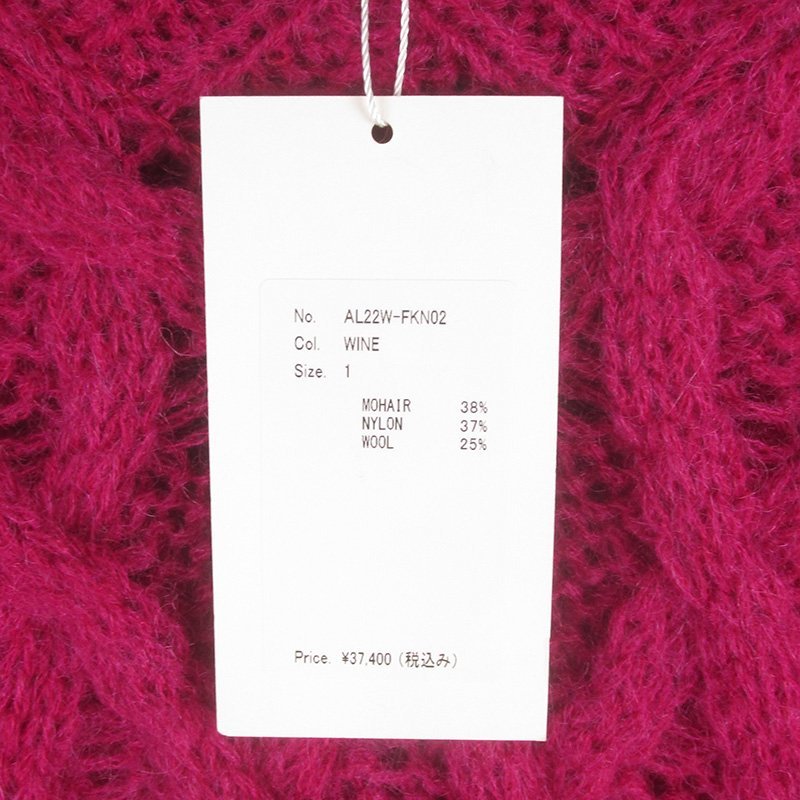 No. AL22W-FKN02
Col. WINE
Size. 1
MOHAIR 38%
NYLON 37%
WOOL 25%
Price. ¥37,400 (税込み)